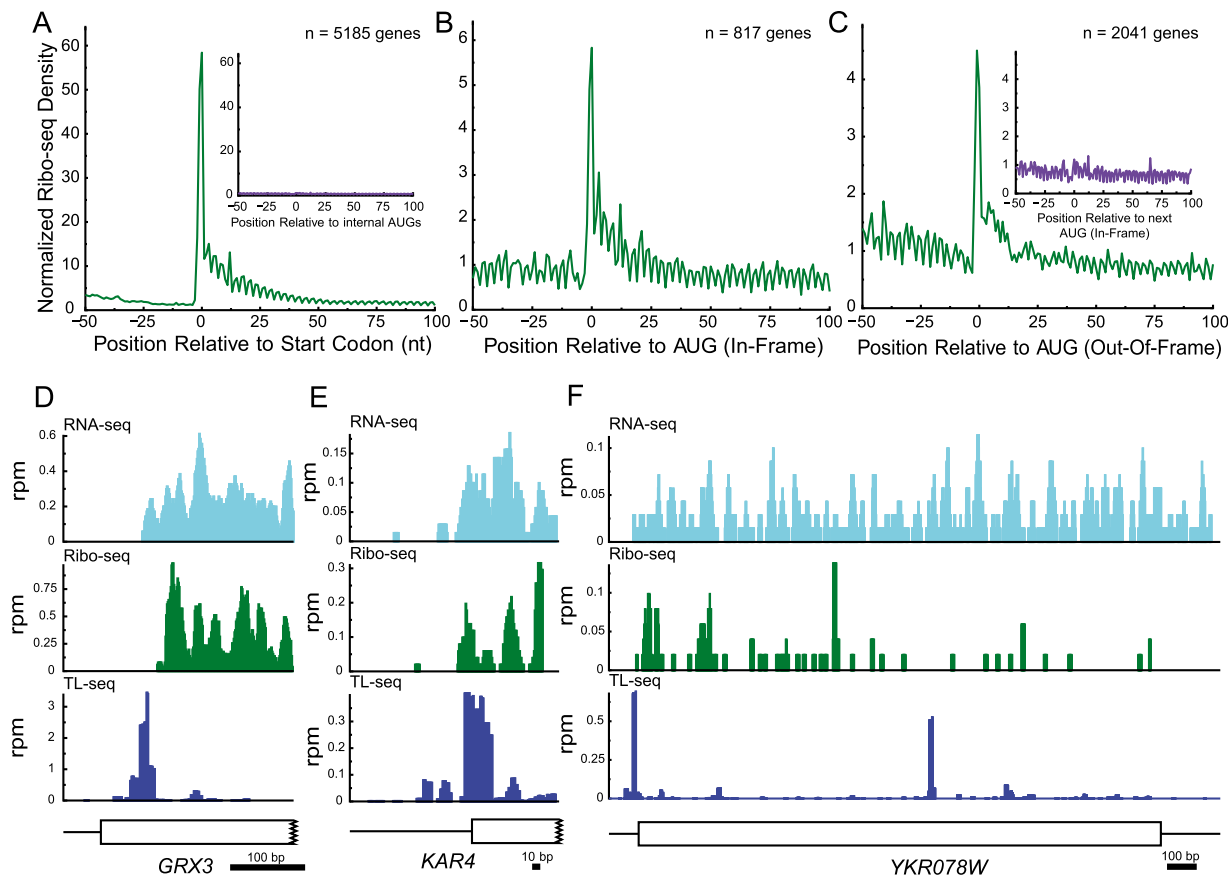 A
n = 5185 genes
Normalized Ribo-seq Density
60
50
40
30
20
10
0
−50 −25 0 25 50 75 100
Position Relative to Start Codon (nt)
60
50
40
30
20
10
0
−50 −25 0 25 50 75 100
Position Relative to internal AUGs
B
n = 817 genes
6
5
4
3
2
1
0
−50 −25 0 25 50 75 100
Position Relative to AUG (In-Frame)
C
n = 2041 genes
4
3
2
1
0
−50 −25 0 25 50 75 100
Position Relative to AUG (Out-Of-Frame)
4
3
2
1
0
−50 −25 0 25 50 75 100
Position Relative to next
AUG (In-Frame)
D
RNA-seq
rpm
0.6
0.4
0.2
0
Ribo-seq
rpm
0.75
0.5
0.25
0
TL-seq
rpm
3
2
1
0
GRX3
100 bp
E
RNA-seq
rpm
0.15
0.1
0.05
0
Ribo-seq
rpm
0.3
0.2
0.1
0
TL-seq
rpm
0.3
0.2
0.1
0
KAR4
10 bp
F
RNA-seq
rpm
0.1
0.05
0
Ribo-seq
rpm
0.1
0.05
0
TL-seq
rpm
0.5
0.25
0
YKR078W
100 bp